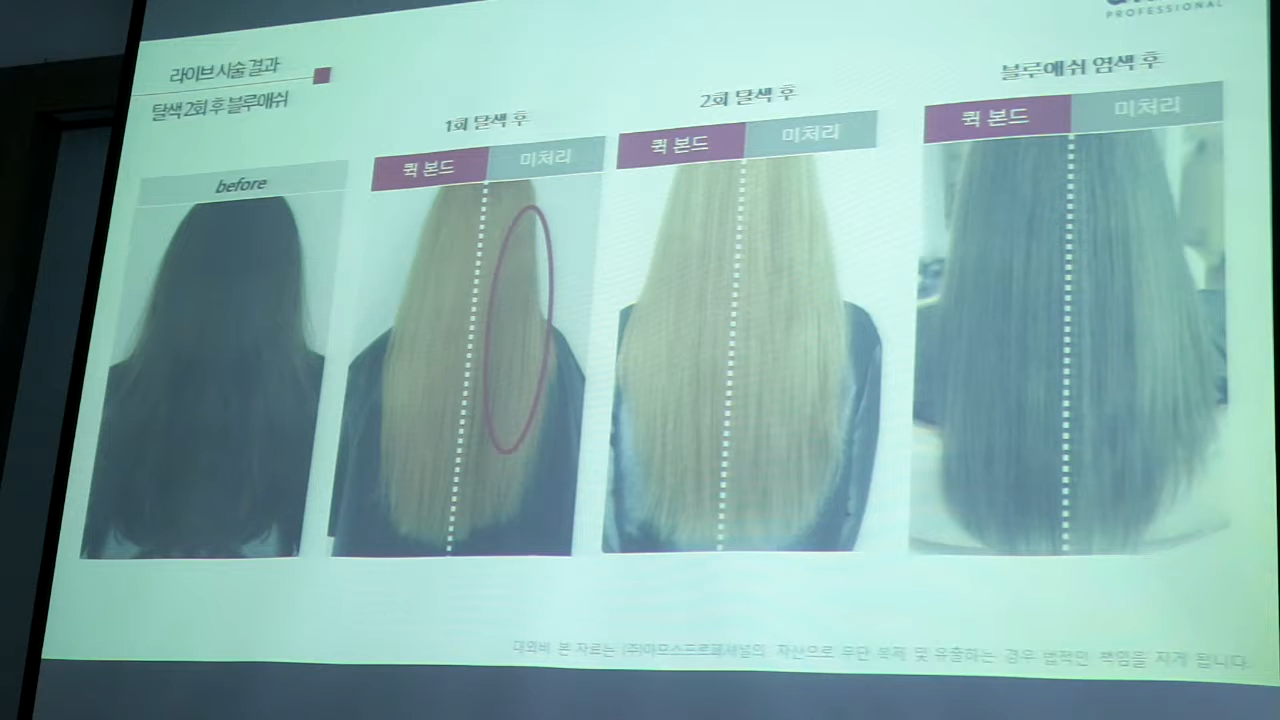 PROFESSIONAL
라이브 시술 결과
탈색 2회 후 블루애쉬
before
1회 탈색 후
퀵 본드
미처리
2회 탈색 후
퀵 본드
미처리
블루애쉬 염색 후
퀵 본드
미처리
대외비 본 자료는 (주)아모스프로페셔널의 자산으로 무단 복제 및 유출하는 경우 법적인 책임을 지게 됩니다.